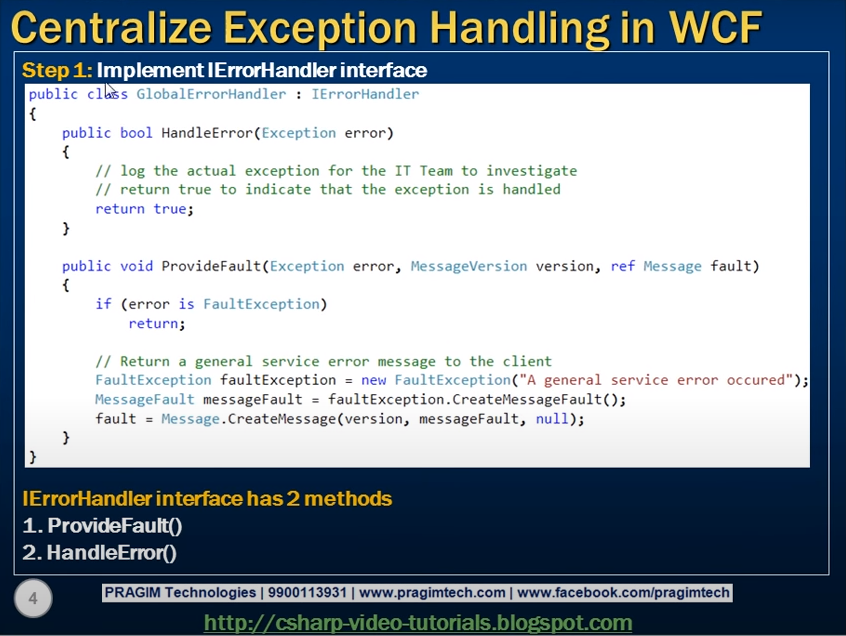 Centralize Exception Handling in WCF
Step 1: Implement IErrorHandler interface
public class GlobalErrorHandler : IErrorHandler
{
    public bool HandleError(Exception error)
    {
        // log the actual exception for the IT Team to investigate
        // return true to indicate that the exception is handled
        return true;
    }
    public void ProvideFault(Exception error, MessageVersion version, ref Message fault)
    {
        if (error is FaultException)
            return;
        // Return a general service error message to the client
        FaultException faultException = new FaultException("A general service error occured");
        MessageFault messageFault = faultException.CreateMessageFault();
        fault = Message.CreateMessage(version, messageFault, null);
    }
}
IErrorHandler interface has 2 methods
1. ProvideFault()
2. HandleError()
4
PRAGIM Technologies | 9900113931 | www.pragimtech.com | www.facebook.com/pragimtech
http://csharp-video-tutorials.blogspot.com